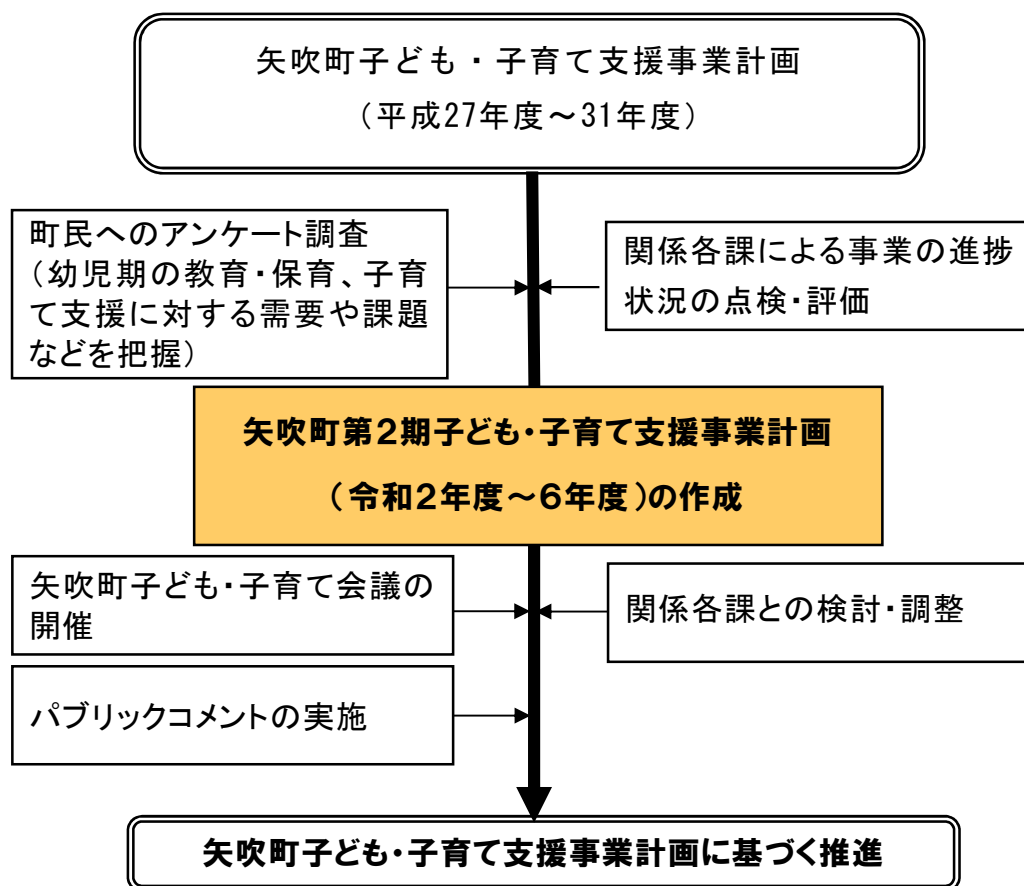 矢吹町子ども・子育て支援事業計画
（平成27年度～31年度）
町民へのアンケート調査
（幼児期の教育・保育、子育
て支援に対する需要や課題
などを把握）
関係各課による事業の進捗
状況の点検・評価
矢吹町第2期子ども・子育て支援事業計画
（令和2年度～6年度）の作成
矢吹町子ども・子育て会議の
開催
関係各課との検討・調整
パブリックコメントの実施
矢吹町子ども・子育て支援事業計画に基づく推進